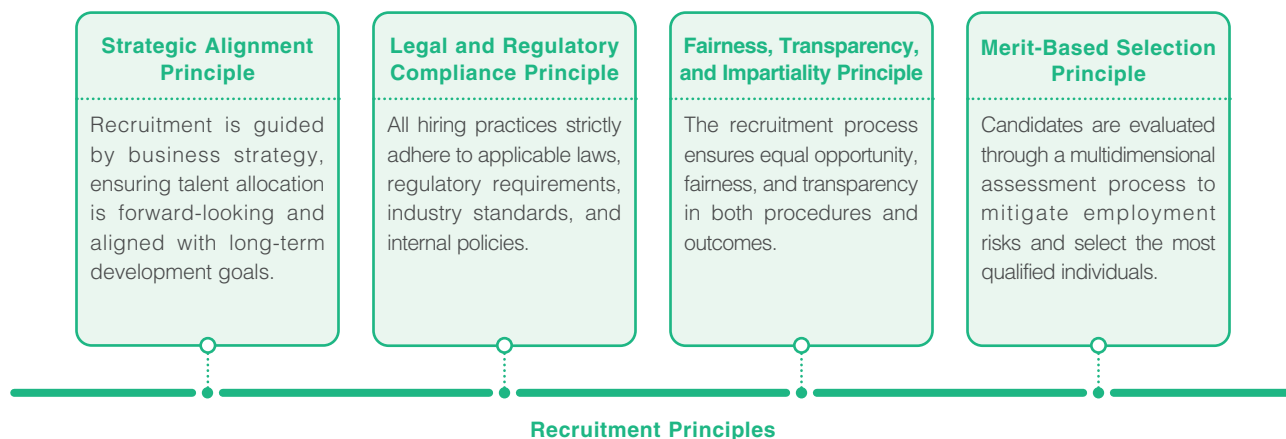 Strategic Alignment
Principle
Recruitment is guided
by business strategy,
ensuring talent allocation
is forward-looking and
aligned with long-term
development goals.
Legal and Regulatory
Compliance Principle
All hiring practices strictly
adhere to applicable laws,
regulatory requirements,
industry standards, and
internal policies.
Fairness, Transparency,
and Impartiality Principle
The recruitment process
ensures equal opportunity,
fairness, and transparency
in both procedures and
outcomes.
Merit-Based Selection
Principle
Candidates are evaluated
through a multidimensional
assessment process to
mitigate employment
risks and select the most
qualified individuals.
Recruitment Principles